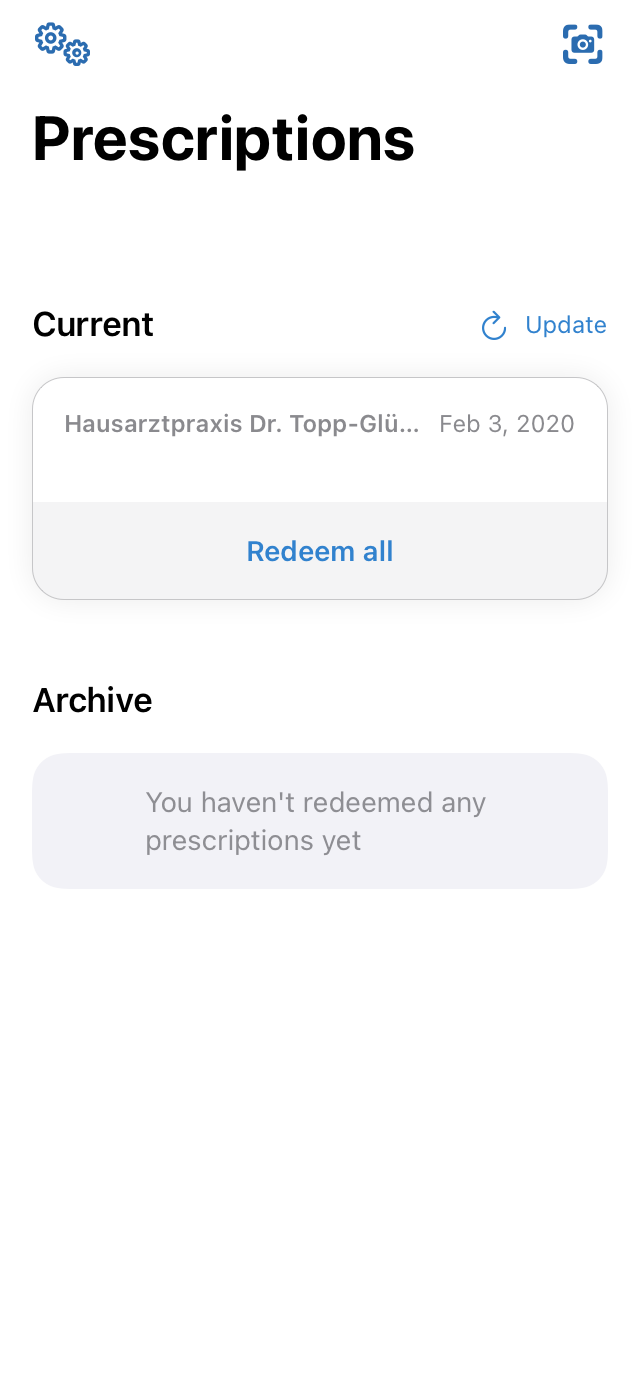 Prescriptions
Current
Update
Hausarztpraxis Dr. Topp-Glü... Feb 3, 2020
Redeem all
Archive
You haven't redeemed any
prescriptions yet